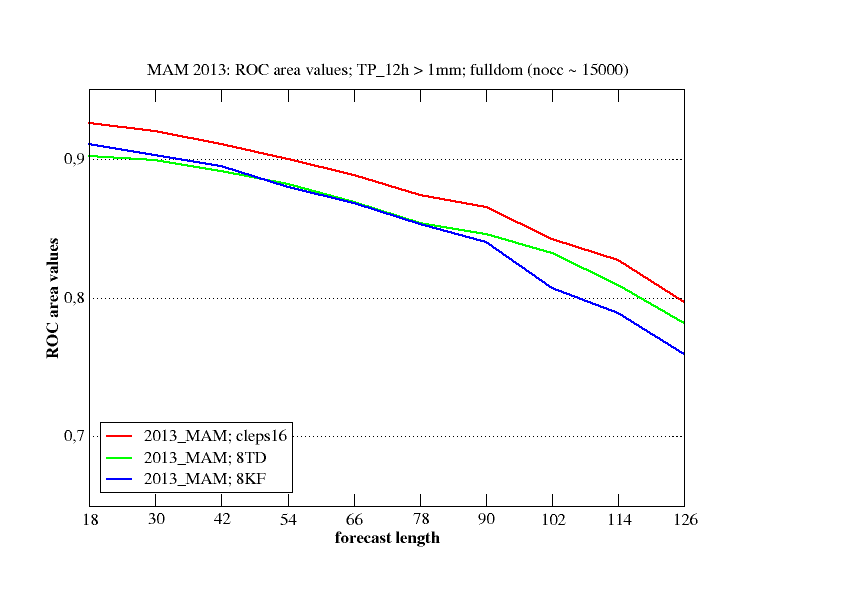 MAM 2013: ROC area values; TP_12h > 1mm; fulldom (nocc ~ 15000)
0,9
0,8
0,7
ROC area values
2013_MAM; cleps16
2013_MAM; 8TD
2013_MAM; 8KF
18 30 42 54 66 78 90 102 114 126
forecast length